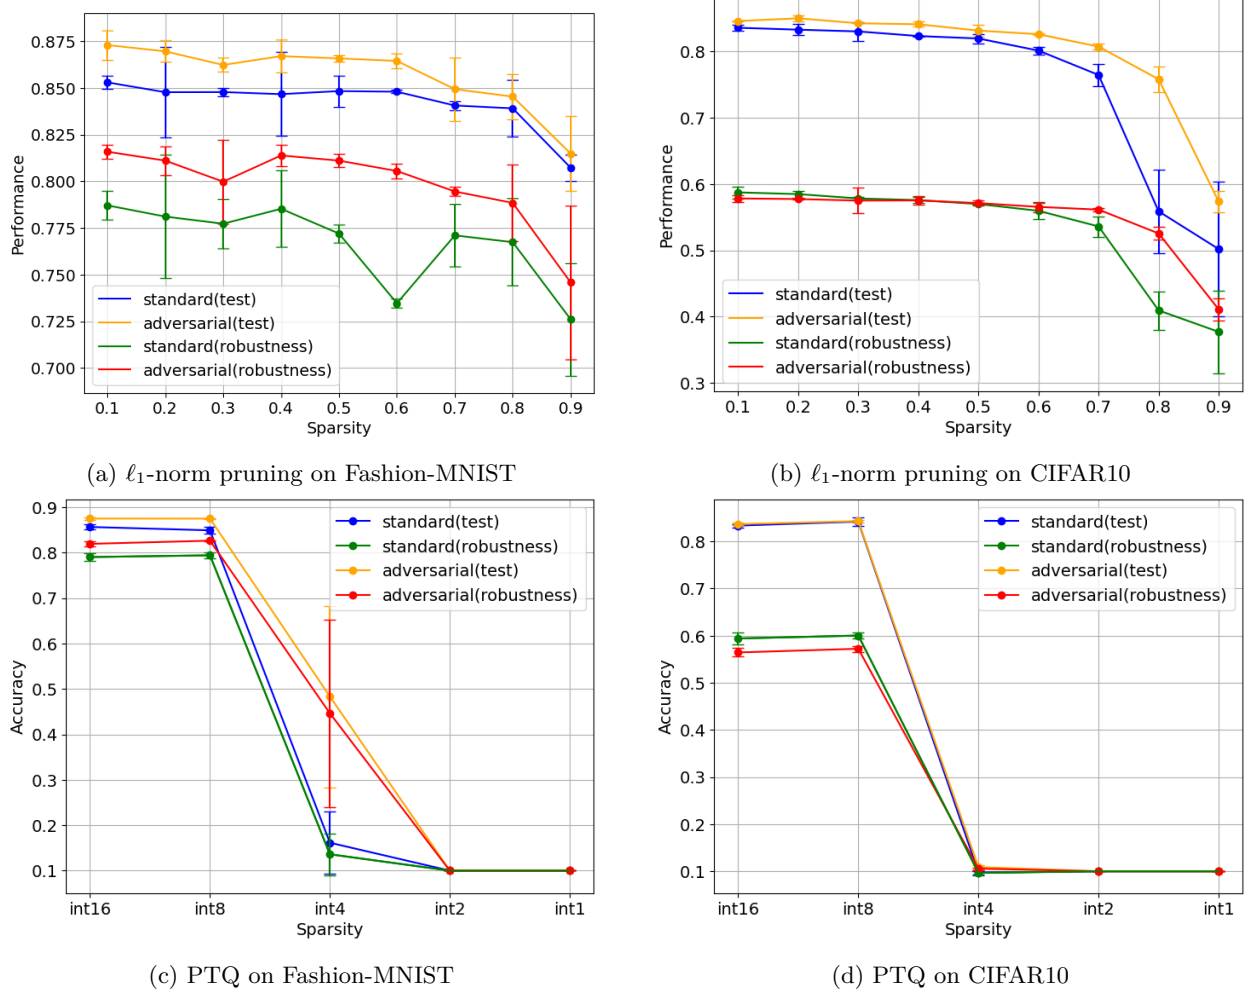 0.875
0.850
0.825
0.800
0.775
0.750
0.725
0.700
Performance
standard(test)
adversarial(test)
standard(robustness)
adversarial(robustness)
0.1 0.2 0.3 0.4 0.5 0.6 0.7 0.8 0.9
Sparsity
(a) ℓ₁-norm pruning on Fashion-MNIST
0.8
0.7
0.6
0.5
0.4
0.3
Performance
standard(test)
adversarial(test)
standard(robustness)
adversarial(robustness)
0.1 0.2 0.3 0.4 0.5 0.6 0.7 0.8 0.9
Sparsity
(b) ℓ₁-norm pruning on CIFAR10
0.9
0.8
0.7
0.6
0.5
0.4
0.3
0.2
0.1
Accuracy
standard(test)
standard(robustness)
adversarial(test)
adversarial(robustness)
int16 int8 int4 int2 int1
Sparsity
(c) PTQ on Fashion-MNIST
0.8
0.7
0.6
0.5
0.4
0.3
0.2
0.1
Accuracy
standard(test)
standard(robustness)
adversarial(test)
adversarial(robustness)
int16 int8 int4 int2 int1
Sparsity
(d) PTQ on CIFAR10